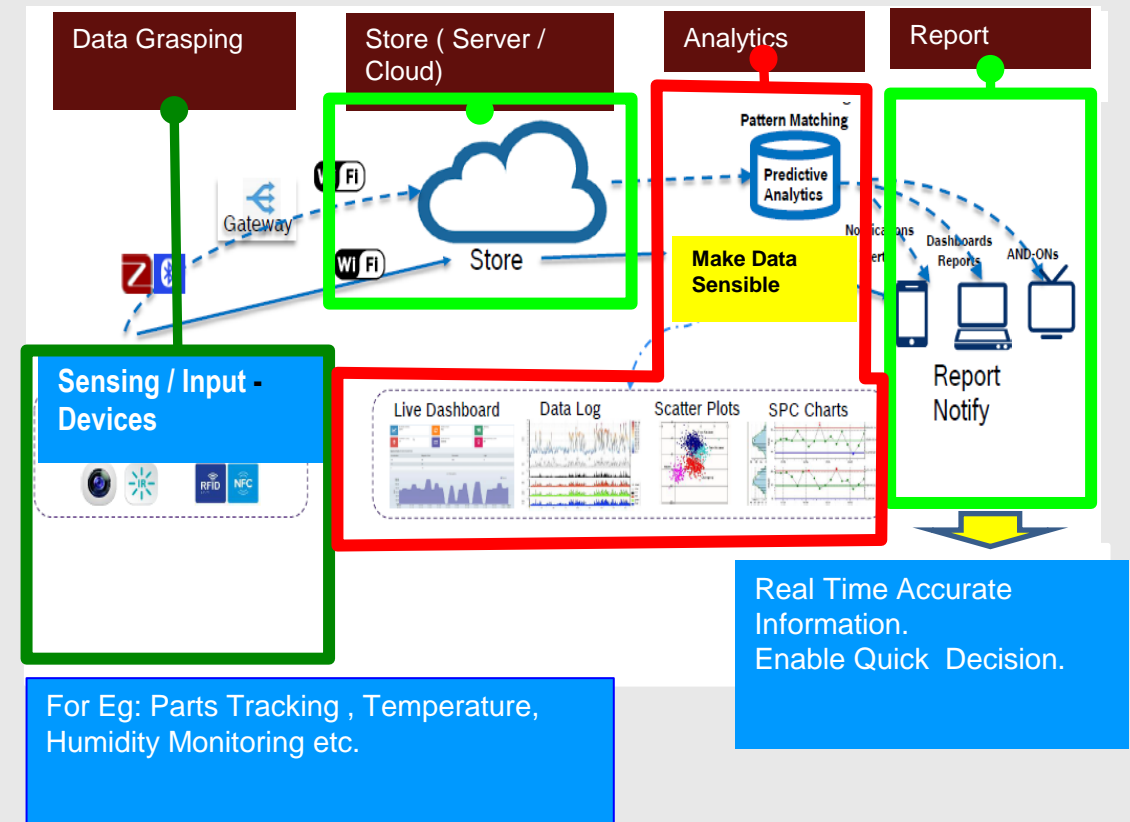 Data Grasping
Store ( Server /
Cloud)
Analytics
Report
Pattern Matching
Predictive
Analytics
Wi Fi
Gateway
Wi Fi
Store
Make Data
Sensible
Dashboards
Reports
AND-ONs
Report
Notify
Sensing / Input -
Devices
IR
RFID
NFC
Live Dashboard
Data Log
Scatter Plots
SPC Charts
Real Time Accurate
Information.
Enable Quick Decision.
For Eg: Parts Tracking , Temperature,
Humidity Monitoring etc.